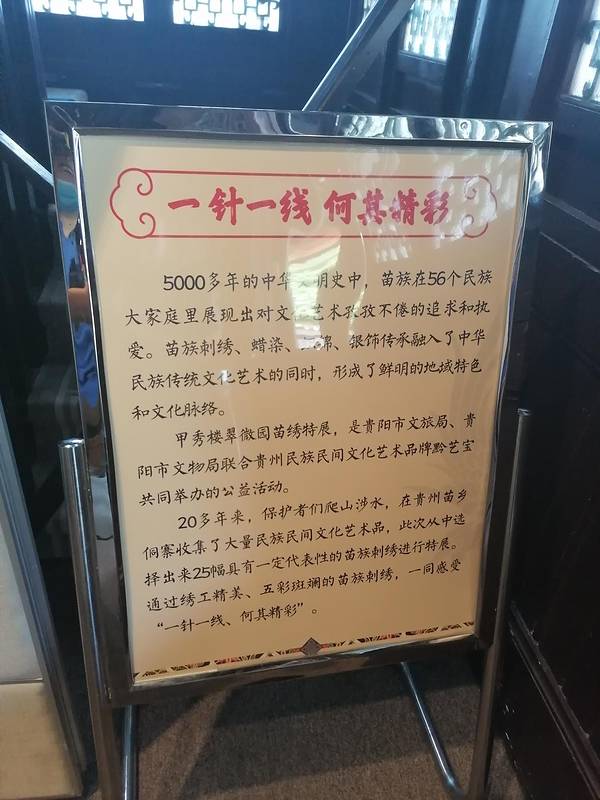 一针一线 何其精彩
5000多年的中华 明史中，苗族在56个民族
大家庭里展现出对文化艺术孜孜不倦的追求和执
爱。苗族刺绣、蜡染、 锦、银饰传承融入了中华
民族传统文化艺术的同时，形成了鲜明的地域特色
和文化脉络。
甲秀楼翠微园苗绣特展，是贵阳市文旅局、贵
阳市文物局联合贵州民族民间文化艺术品牌黔艺宝
共同举办的公益活动。
20多年来，保护者们爬山涉水，在贵州苗乡
侗寨收集了大量民族民间文化艺术品，此次从中选
择出来25幅具有一定代表性的苗族刺绣进行特展。
通过绣工精美、五彩斑斓的苗族刺绣，一同感受
“一针一线、何其精彩”。